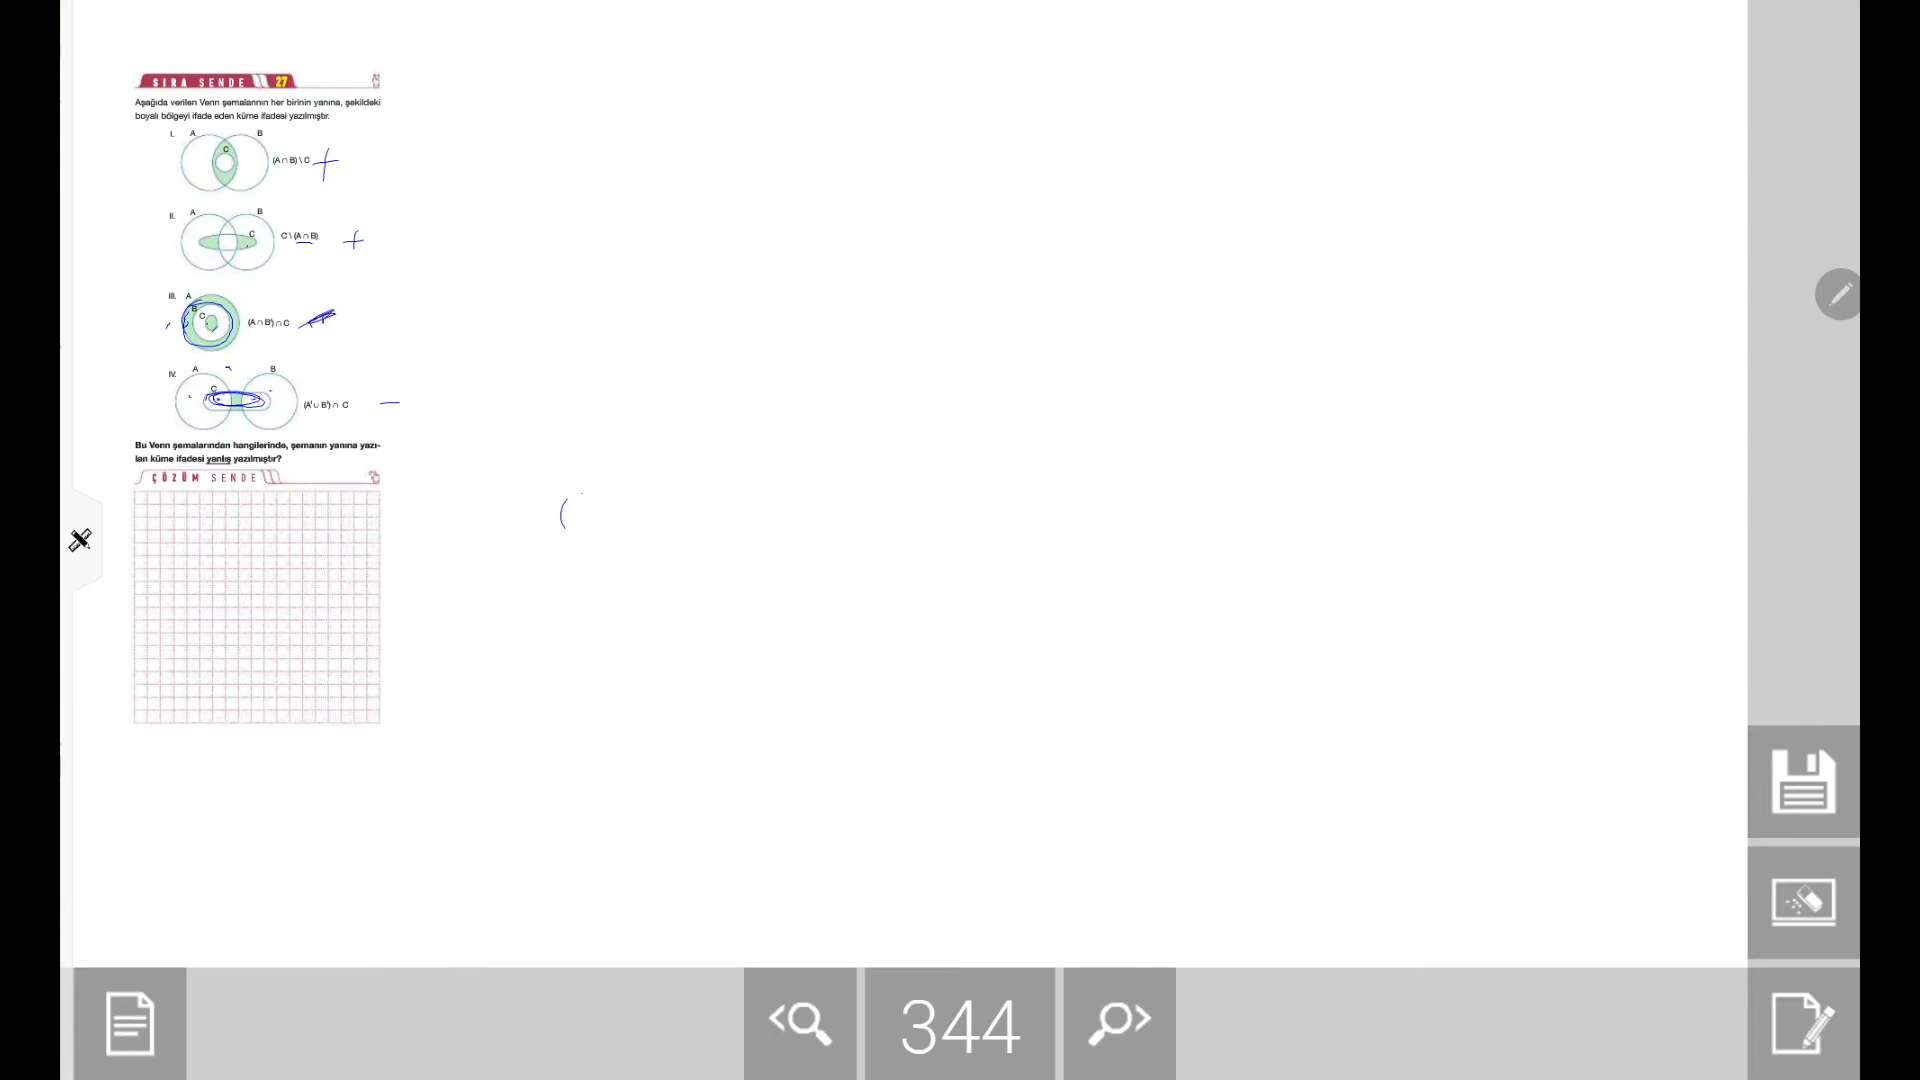 SIRA SENDE 27
Aşağıda verilen Venn şemalarının her birinin yanına, şekildeki
boyalı bölgeyi ifade eden küme ifadesi yazılmıştır.
I. A B
C
(A ∩ B) \ C +
II. A B
C
C \ (A ∩ B) +
III. A
B
C
(A ∩ B') ∩ C
IV. A B
C
(A' ∪ B') ∩ C −
Bu Venn şemalarından hangilerinde, şemanın yanına yazı-
lan küme ifadesi yanlış yazılmıştır?
ÇÖZÜM SENDE
(
344